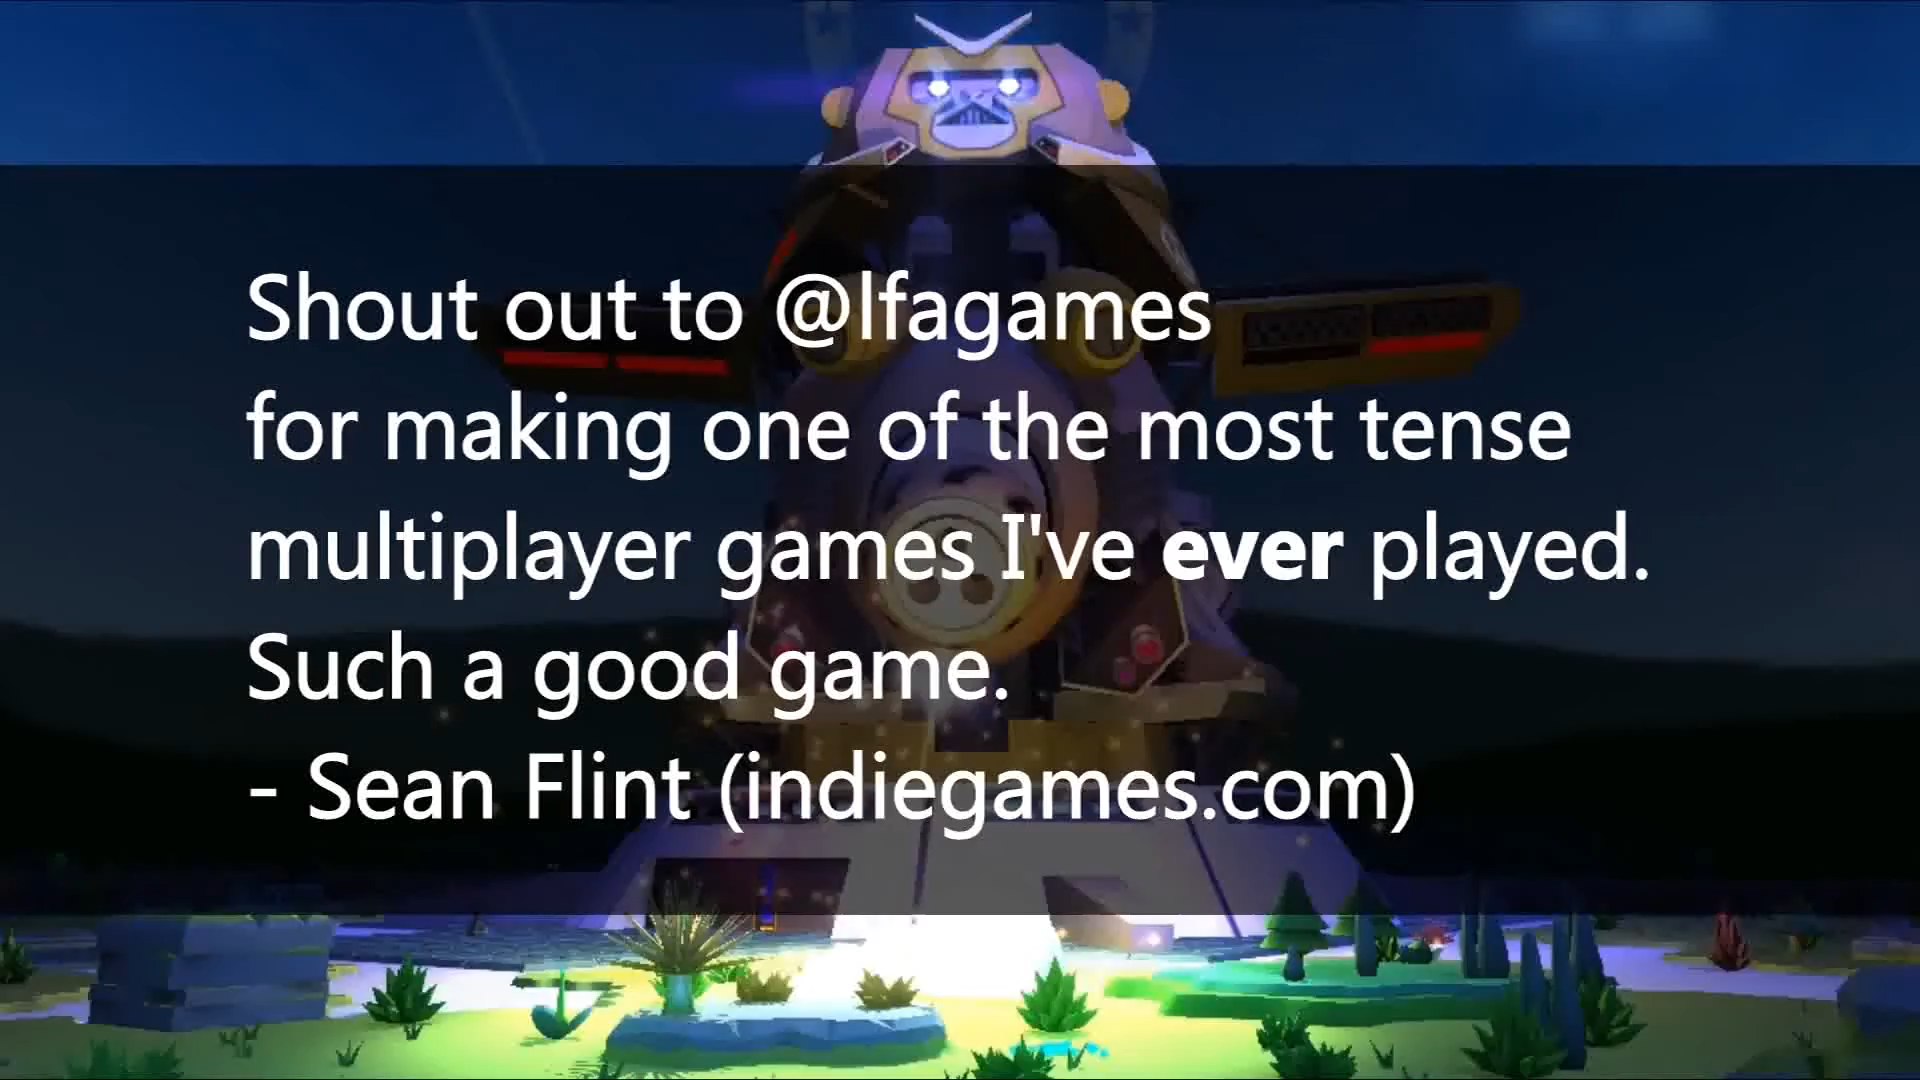 Shout out to @lfagames
for making one of the most tense
multiplayer games I've ever played.
Such a good game.
- Sean Flint (indiegames.com)